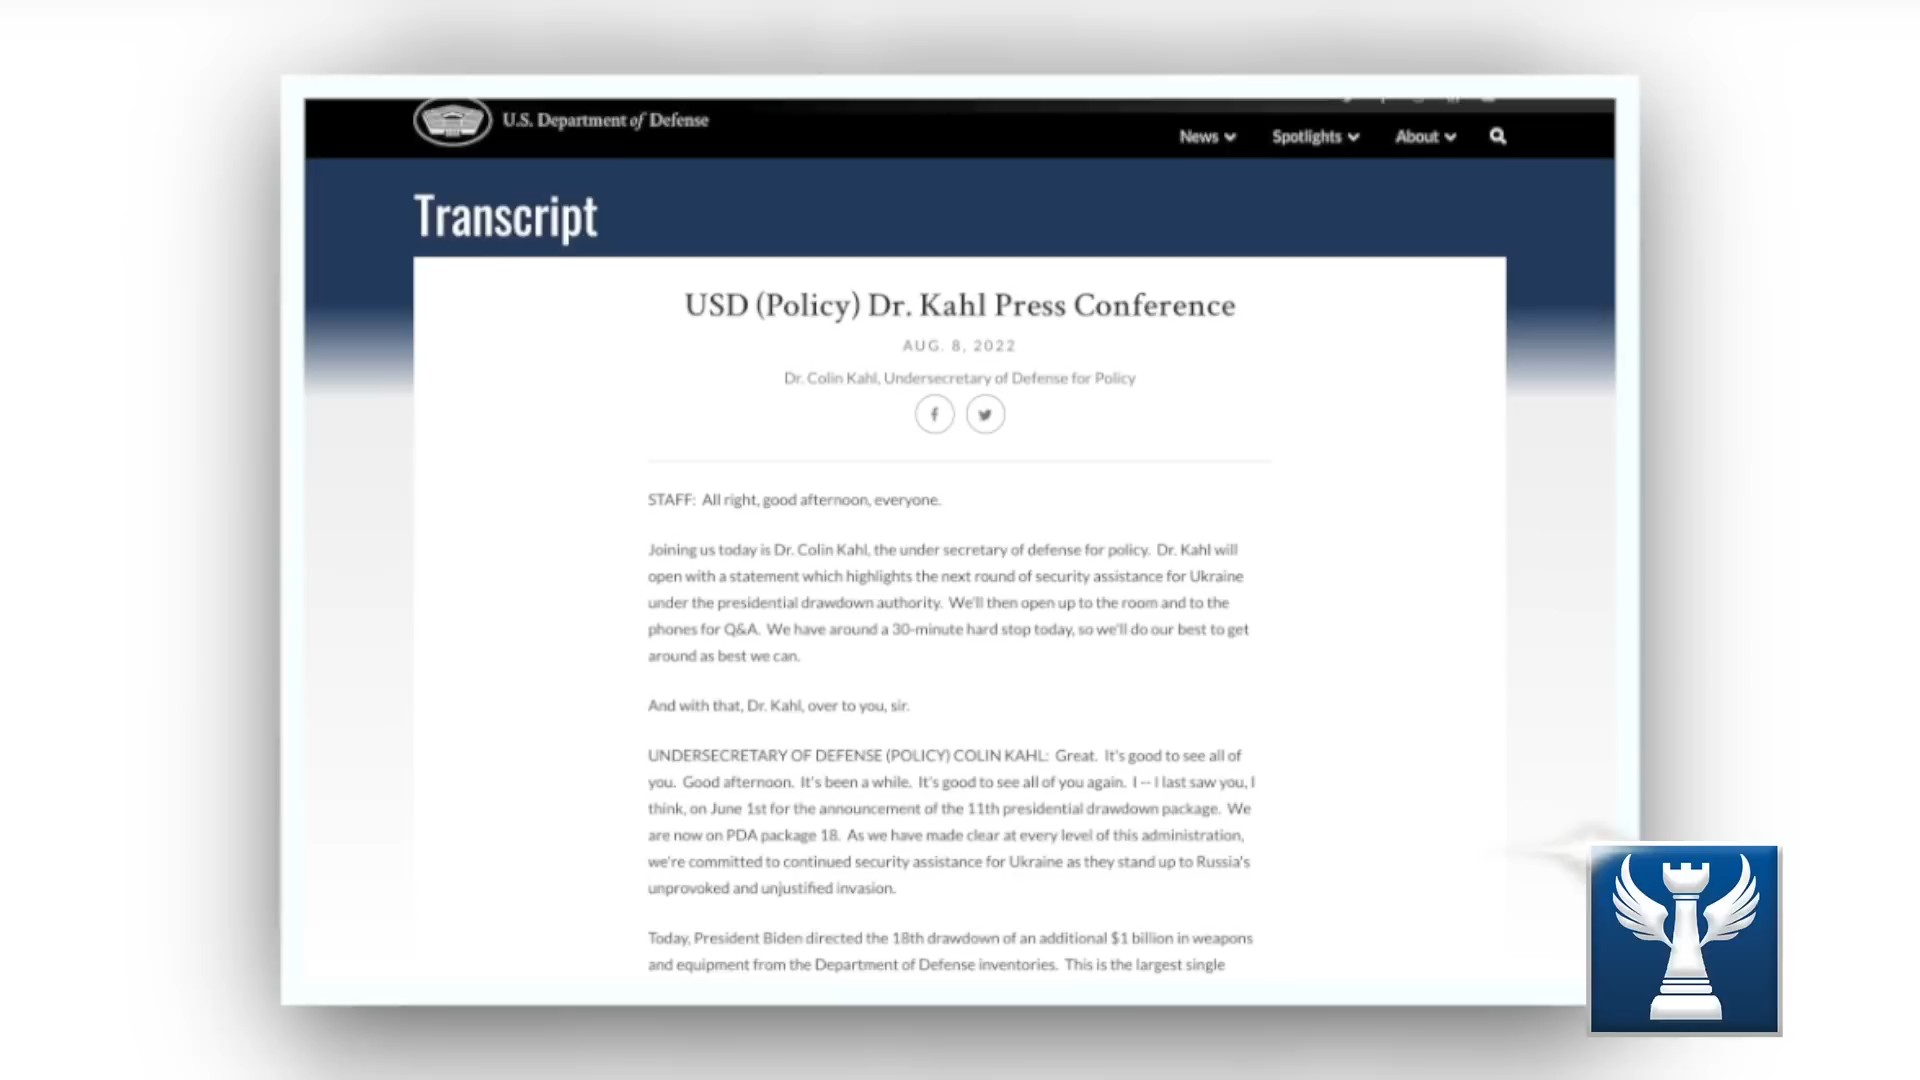 U.S. Department of Defense
News
Spotlights
About
Transcript
USD (Policy) Dr. Kahl Press Conference
AUG. 8, 2022
Dr. Colin Kahl, Undersecretary of Defense for Policy
STAFF: All right, good afternoon, everyone.
Joining us today is Dr. Colin Kahl, the under secretary of defense for policy. Dr. Kahl will
open with a statement which highlights the next round of security assistance for Ukraine
under the presidential drawdown authority. We'll then open up to the room and to the
phones for Q&A. We have around a 30-minute hard stop today, so we'll do our best to get
around as best we can.
And with that, Dr. Kahl, over to you, sir.
UNDERSECRETARY OF DEFENSE (POLICY) COLIN KAHL: Great. It's good to see all of
you. Good afternoon. It's been a while. It's good to see all of you again. I -- I last saw you, I
think, on June 1st for the announcement of the 11th presidential drawdown package. We
are now on PDA package 18. As we have made clear at every level of this administration,
we're committed to continued security assistance for Ukraine as they stand up to Russia's
unprovoked and unjustified invasion.
Today, President Biden directed the 18th drawdown of an additional $1 billion in weapons
and equipment from the Department of Defense inventories. This is the largest single